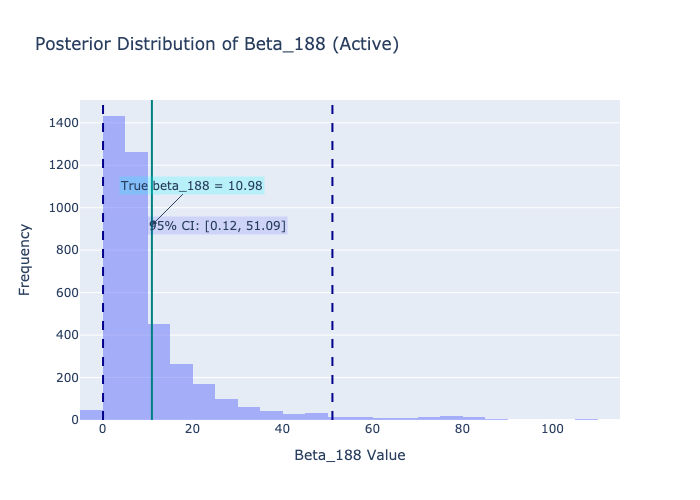 Posterior Distribution of Beta_188 (Active)
1400
1200
1000
800
600
400
200
0
Frequency
True beta_188 = 10.98
95% CI: [0.12, 51.09]
0 20 40 60 80 100
Beta_188 Value